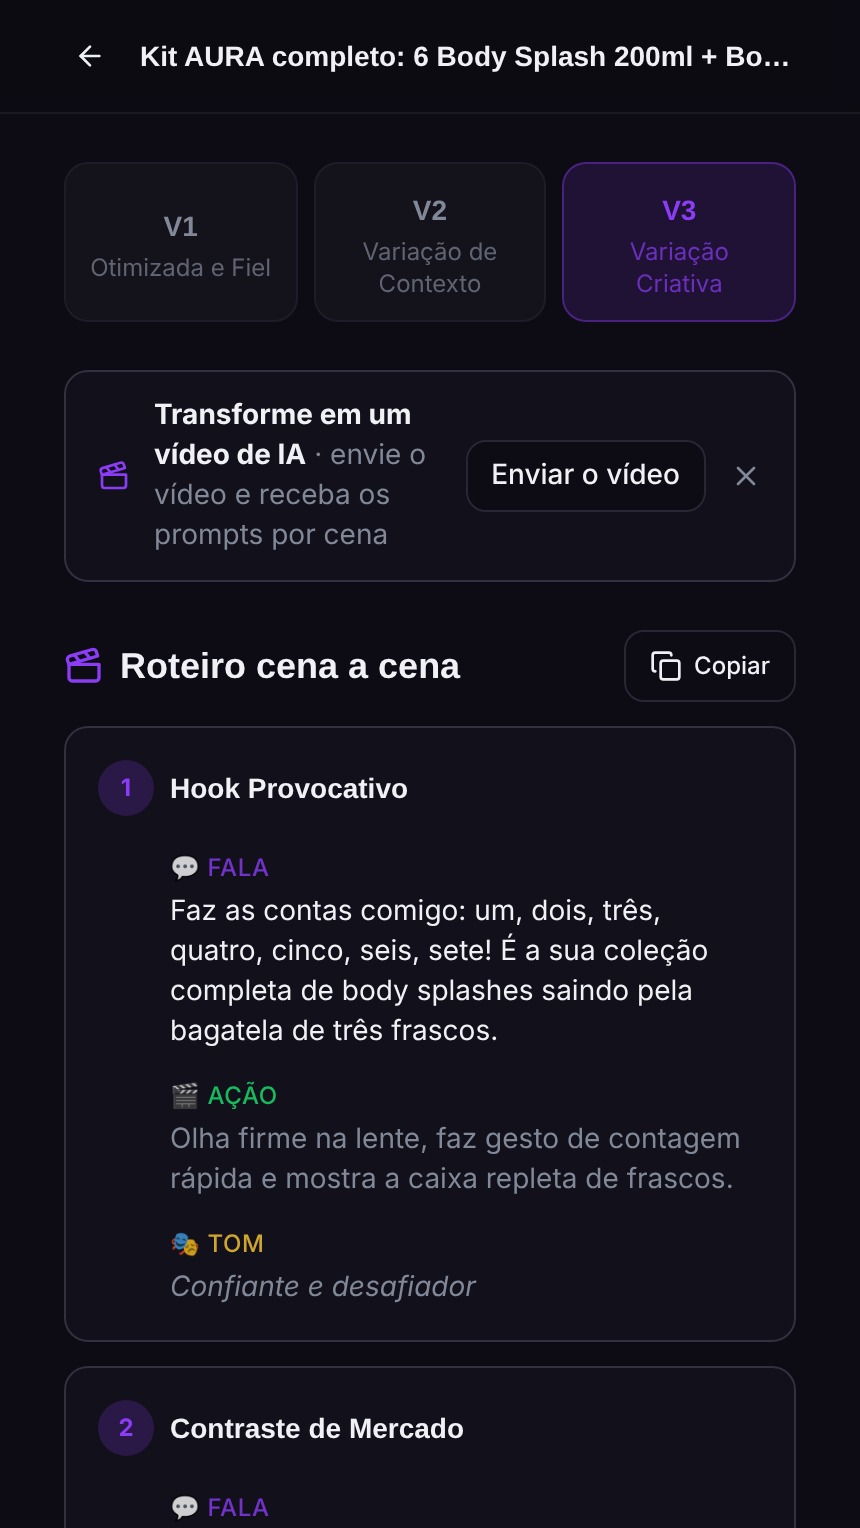 Kit AURA completo: 6 Body Splash 200ml + Bo...
V1
Otimizada e Fiel
V2
Variação de
Contexto
V3
Variação
Criativa
Transforme em um
vídeo de IA · envie o
vídeo e receba os
prompts por cena
Enviar o vídeo
Roteiro cena a cena
Copiar
1
Hook Provocativo
💬 FALA
Faz as contas comigo: um, dois, três,
quatro, cinco, seis, sete! É a sua coleção
completa de body splashes saindo pela
bagatela de três frascos.
🎬 AÇÃO
Olha firme na lente, faz gesto de contagem
rápida e mostra a caixa repleta de frascos.
🎭 TOM
Confiante e desafiador
2
Contraste de Mercado
💬 FALA